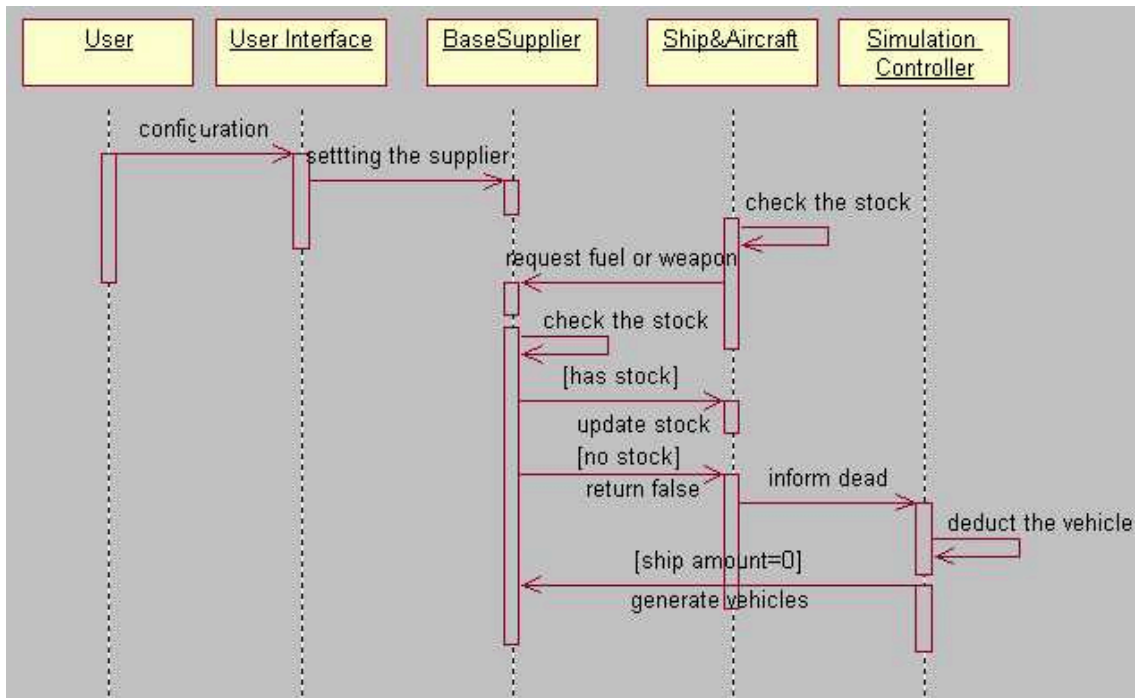 User
User Interface
BaseSupplier
Ship&Aircraft
Simulation
Controller
configuration
settting the supplier
check the stock
request fuel or weapon
check the stock
[has stock]
update stock
[no stock]
return false
inform dead
deduct the vehicle
[ship amount=0]
generate vehicles